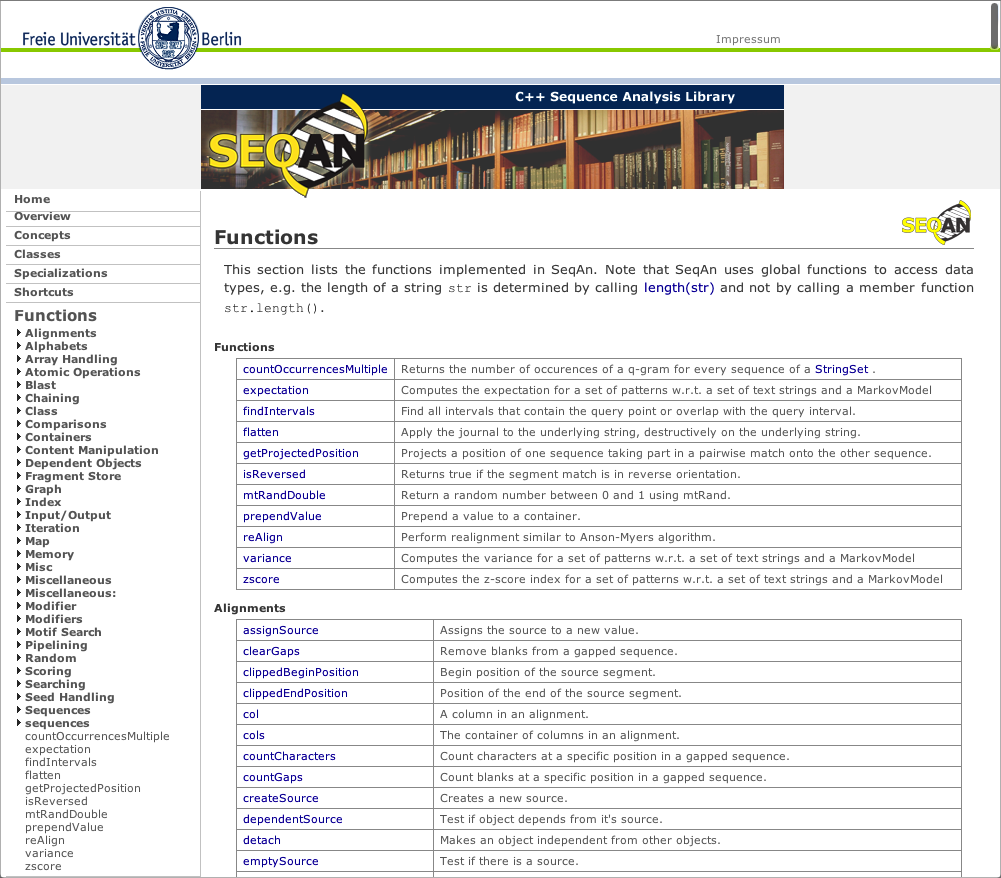 Freie Universität Berlin
Impressum
C++ Sequence Analysis Library
SEQAN
Home
Overview
Concepts
Classes
Specializations
Shortcuts
Functions
Alignments
Alphabets
Array Handling
Atomic Operations
Blast
Chaining
Class
Comparisons
Containers
Content Manipulation
Dependent Objects
Fragment Store
Graph
Index
Input/Output
Iteration
Map
Memory
Misc
Miscellaneous
Miscellaneous:
Modifier
Modifiers
Motif Search
Pipelining
Random
Scoring
Searching
Seed Handling
Sequences
sequences
countOccurrencesMultiple
expectation
findIntervals
flatten
getProjectedPosition
isReversed
mtRandDouble
prependValue
reAlign
variance
zscore
SEQAN
Functions
This section lists the functions implemented in SeqAn. Note that SeqAn uses global functions to access data
types, e.g. the length of a string str is determined by calling length(str) and not by calling a member function
str.length().
Functions
countOccurrencesMultiple Returns the number of occurences of a q-gram for every sequence of a StringSet .
expectation Computes the expectation for a set of patterns w.r.t. a set of text strings and a MarkovModel
findIntervals Find all intervals that contain the query point or overlap with the query interval.
flatten Apply the journal to the underlying string, destructively on the underlying string.
getProjectedPosition Projects a position of one sequence taking part in a pairwise match onto the other sequence.
isReversed Returns true if the segment match is in reverse orientation.
mtRandDouble Return a random number between 0 and 1 using mtRand.
prependValue Prepend a value to a container.
reAlign Perform realignment similar to Anson-Myers algorithm.
variance Computes the variance for a set of patterns w.r.t. a set of text strings and a MarkovModel
zscore Computes the z-score index for a set of patterns w.r.t. a set of text strings and a MarkovModel
Alignments
assignSource Assigns the source to a new value.
clearGaps Remove blanks from a gapped sequence.
clippedBeginPosition Begin position of the source segment.
clippedEndPosition Position of the end of the source segment.
col A column in an alignment.
cols The container of columns in an alignment.
countCharacters Count characters at a specific position in a gapped sequence.
countGaps Count blanks at a specific position in a gapped sequence.
createSource Creates a new source.
dependentSource Test if object depends from it's source.
detach Makes an object independent from other objects.
emptySource Test if there is a source.